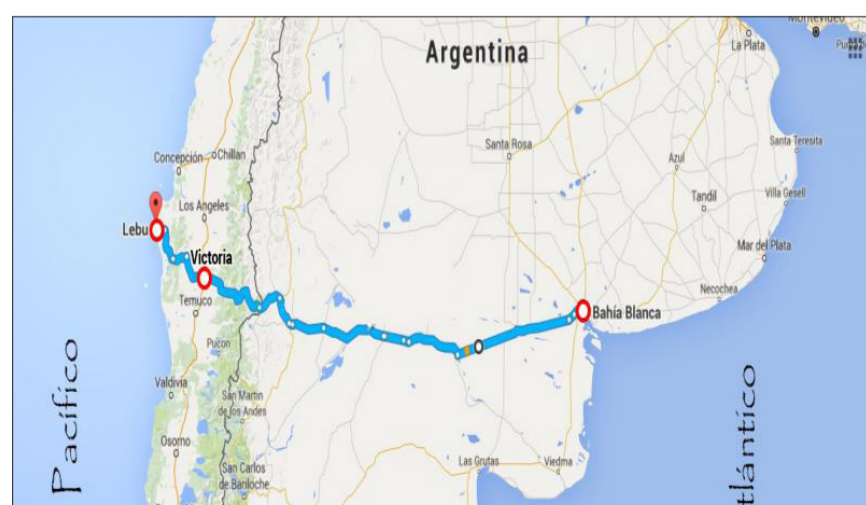 Montevideo
Argentina
La Plata
Santa Rosa
Santa Teresita
Concepción
Chillan
Azul
Los Angeles
Tandil
Villa Gesell
Lebu
Victoria
Mar del Plata
Necochea
Temuco
Bahía Blanca
Pucon
Pacífico
Valdivia
San Martin
de los Andes
Osorno
San Carlos
de Bariloche
Las Grutas
Viedma
tlántico